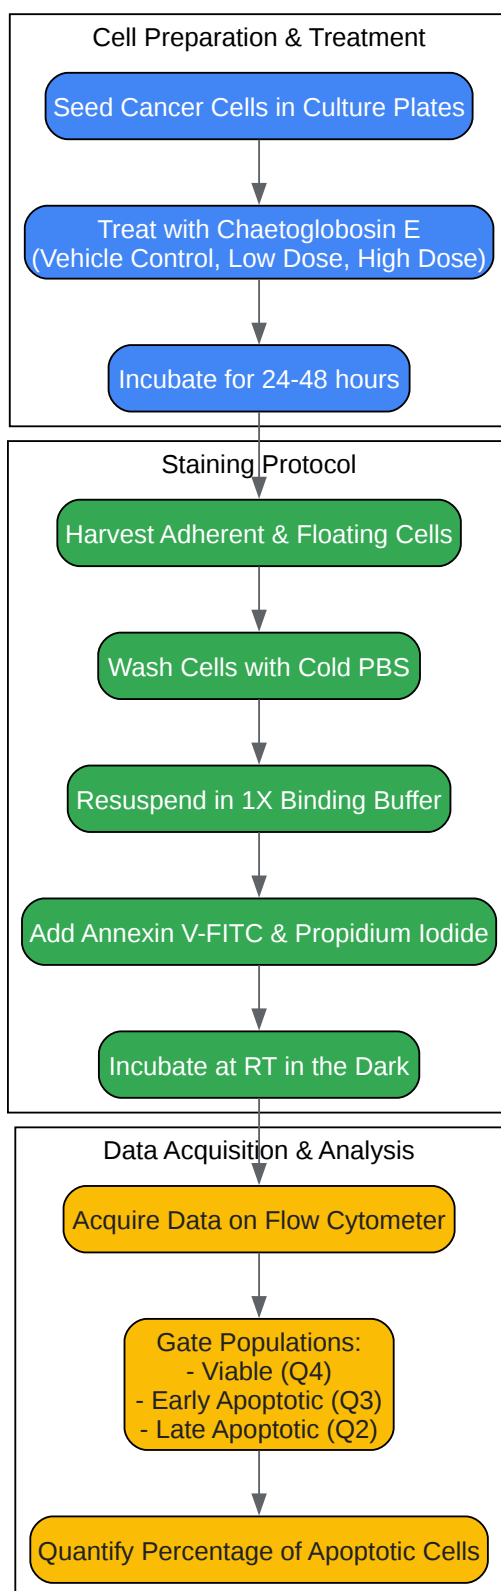 Cell Preparation & Treatment
Seed Cancer Cells in Culture Plates
Treat with Chaetoglobosin E
(Vehicle Control, Low Dose, High Dose)
Incubate for 24-48 hours
Staining Protocol
Harvest Adherent & Floating Cells
Wash Cells with Cold PBS
Resuspend in 1X Binding Buffer
Add Annexin V-FITC & Propidium Iodide
Incubate at RT in the Dark
Data Acquisition & Analysis
Acquire Data on Flow Cytometer
Gate Populations:
- Viable (Q4)
- Early Apoptotic (Q3)
- Late Apoptotic (Q2)
Quantify Percentage of Apoptotic Cells